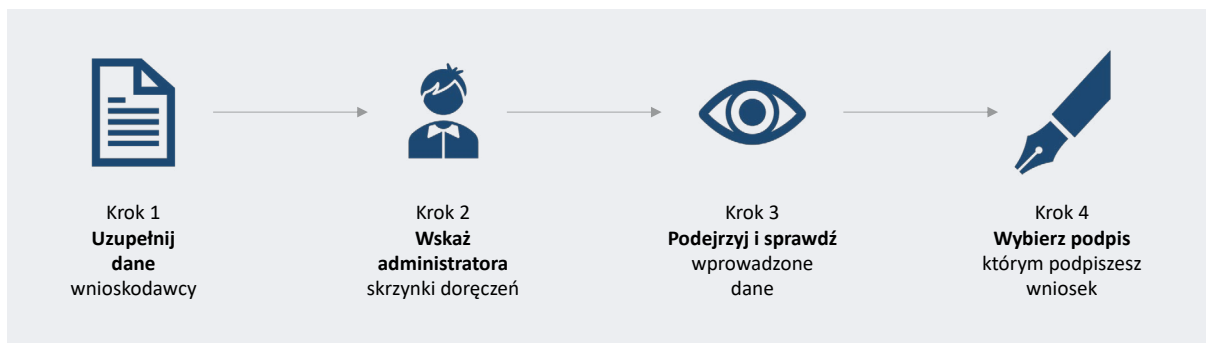 Krok 1
Uzupełnij
dane
wnioskodawcy
Krok 2
Wskaż
administratora
skrzynki doręczeń
Krok 3
Podejrzyj i sprawdź
wprowadzone
dane
Krok 4
Wybierz podpis
którym podpiszesz
wniosek